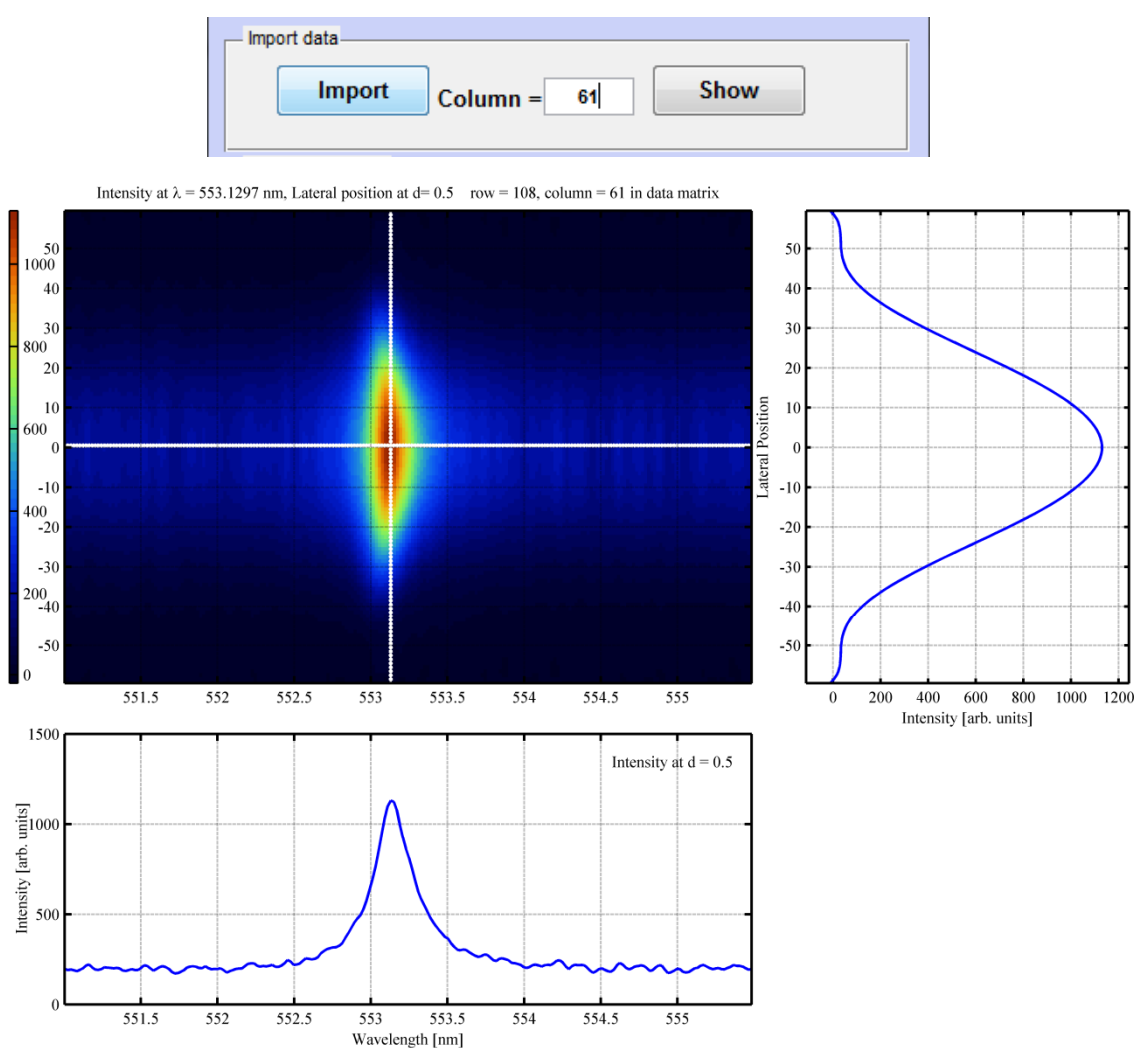 Import data
Import Column = 61 Show
Intensity at λ = 553.1297 nm, Lateral position at d= 0.5 row = 108, column = 61 in data matrix
1000
800
600
400
200
0
50
40
30
20
10
0
-10
-20
-30
-40
-50
551.5 552 552.5 553 553.5 554 554.5 555
Lateral Position
50
40
30
20
10
0
-10
-20
-30
-40
-50
0 200 400 600 800 1000 1200
Intensity [arb. units]
Intensity [arb. units]
1500
1000
500
0
Intensity at d = 0.5
551.5 552 552.5 553 553.5 554 554.5 555
Wavelength [nm]